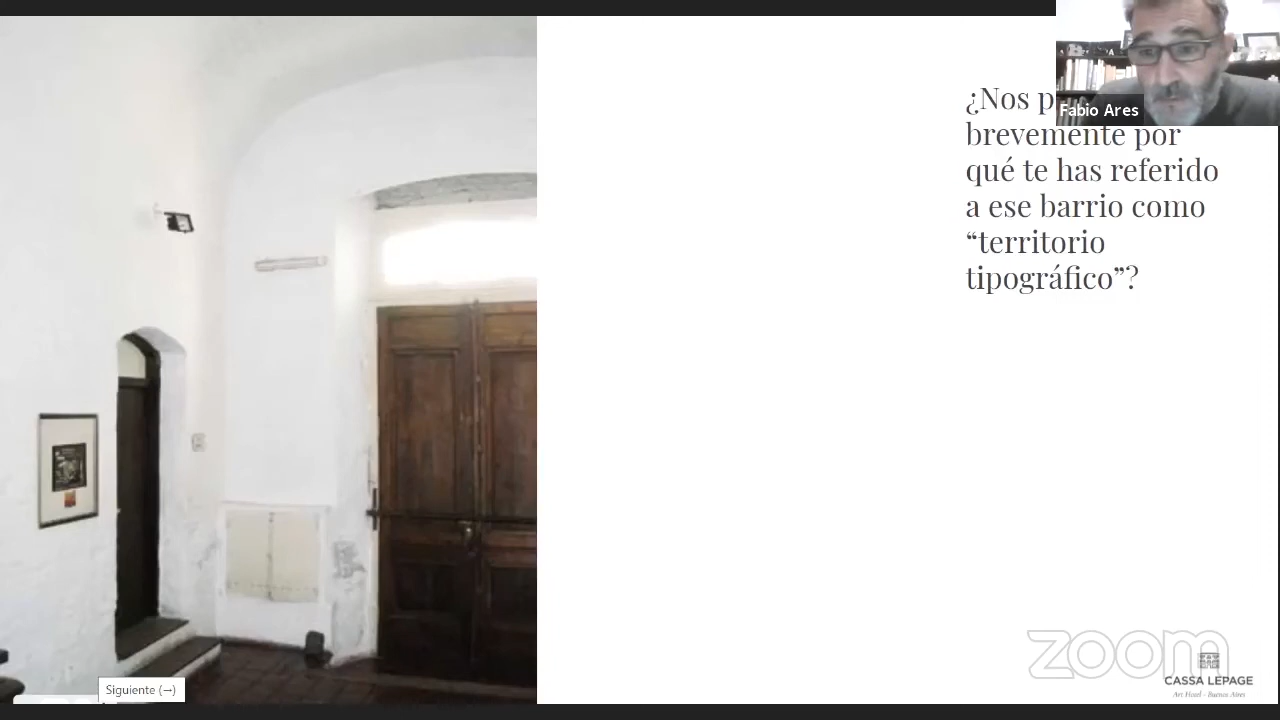 ¿Nos p
brevemente por
qué te has referido
a ese barrio como
“territorio
tipográfico”?
Fabio Ares
Siguiente (→)
zoom
CASSA LEPAGE
Art Hotel - Buenos Aires